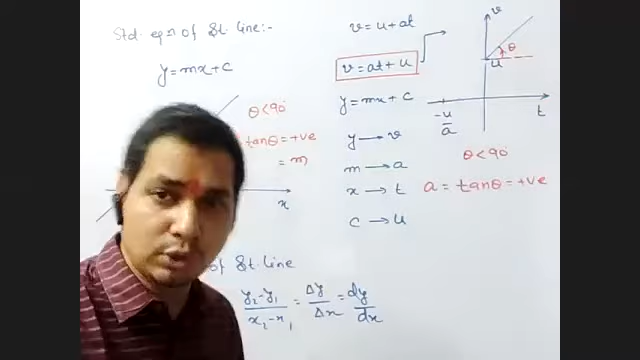 Std. eqn of St. line:-
y = mx + c
θ < 90°
tanθ = +ve
= m
x
of St. line
y₂-y₁/x₂-x₁ = Δy/Δx = dy/dx
v = u + at
v = at + u
y = mx + c
y → v
m → a
x → t
c → u
v
θ
u
-u/a
t
θ < 90
a = tanθ = +ve